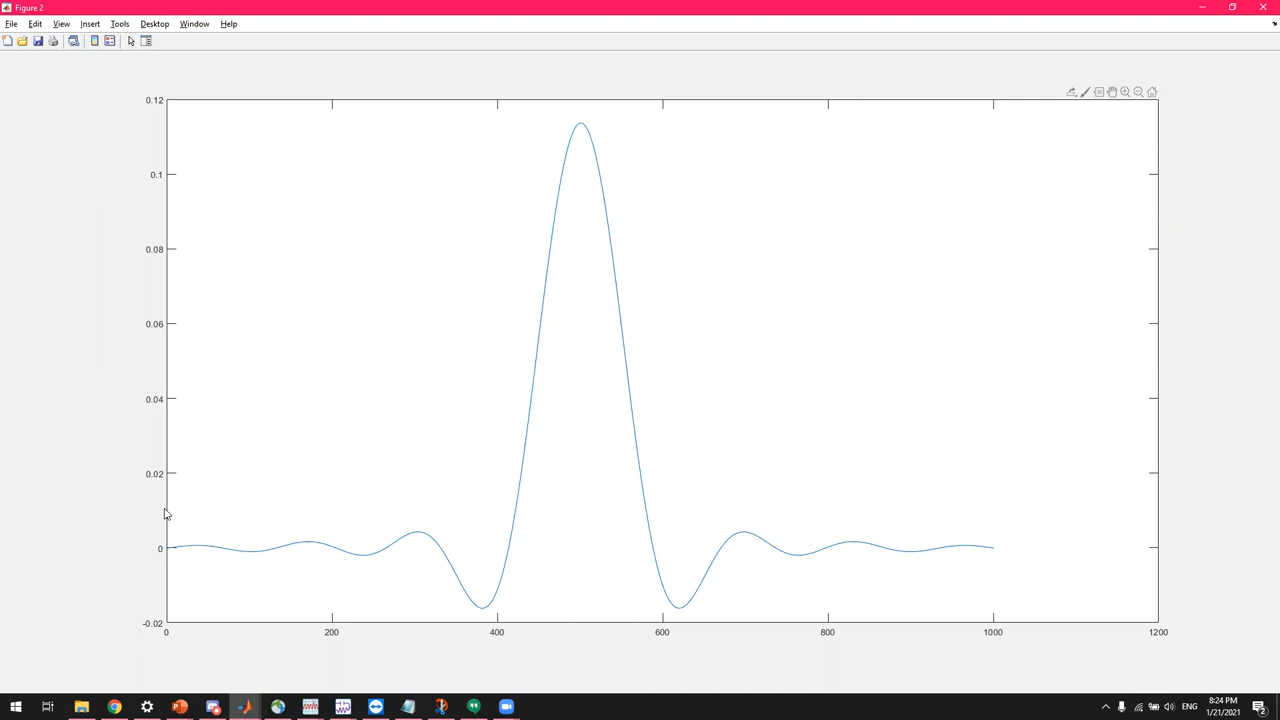 Figure 2
File Edit View Insert Tools Desktop Window Help
0.12
0.1
0.08
0.06
0.04
0.02
0
-0.02
0 200 400 600 800 1000 1200
8:24 PM
ENG
1/21/2021
2